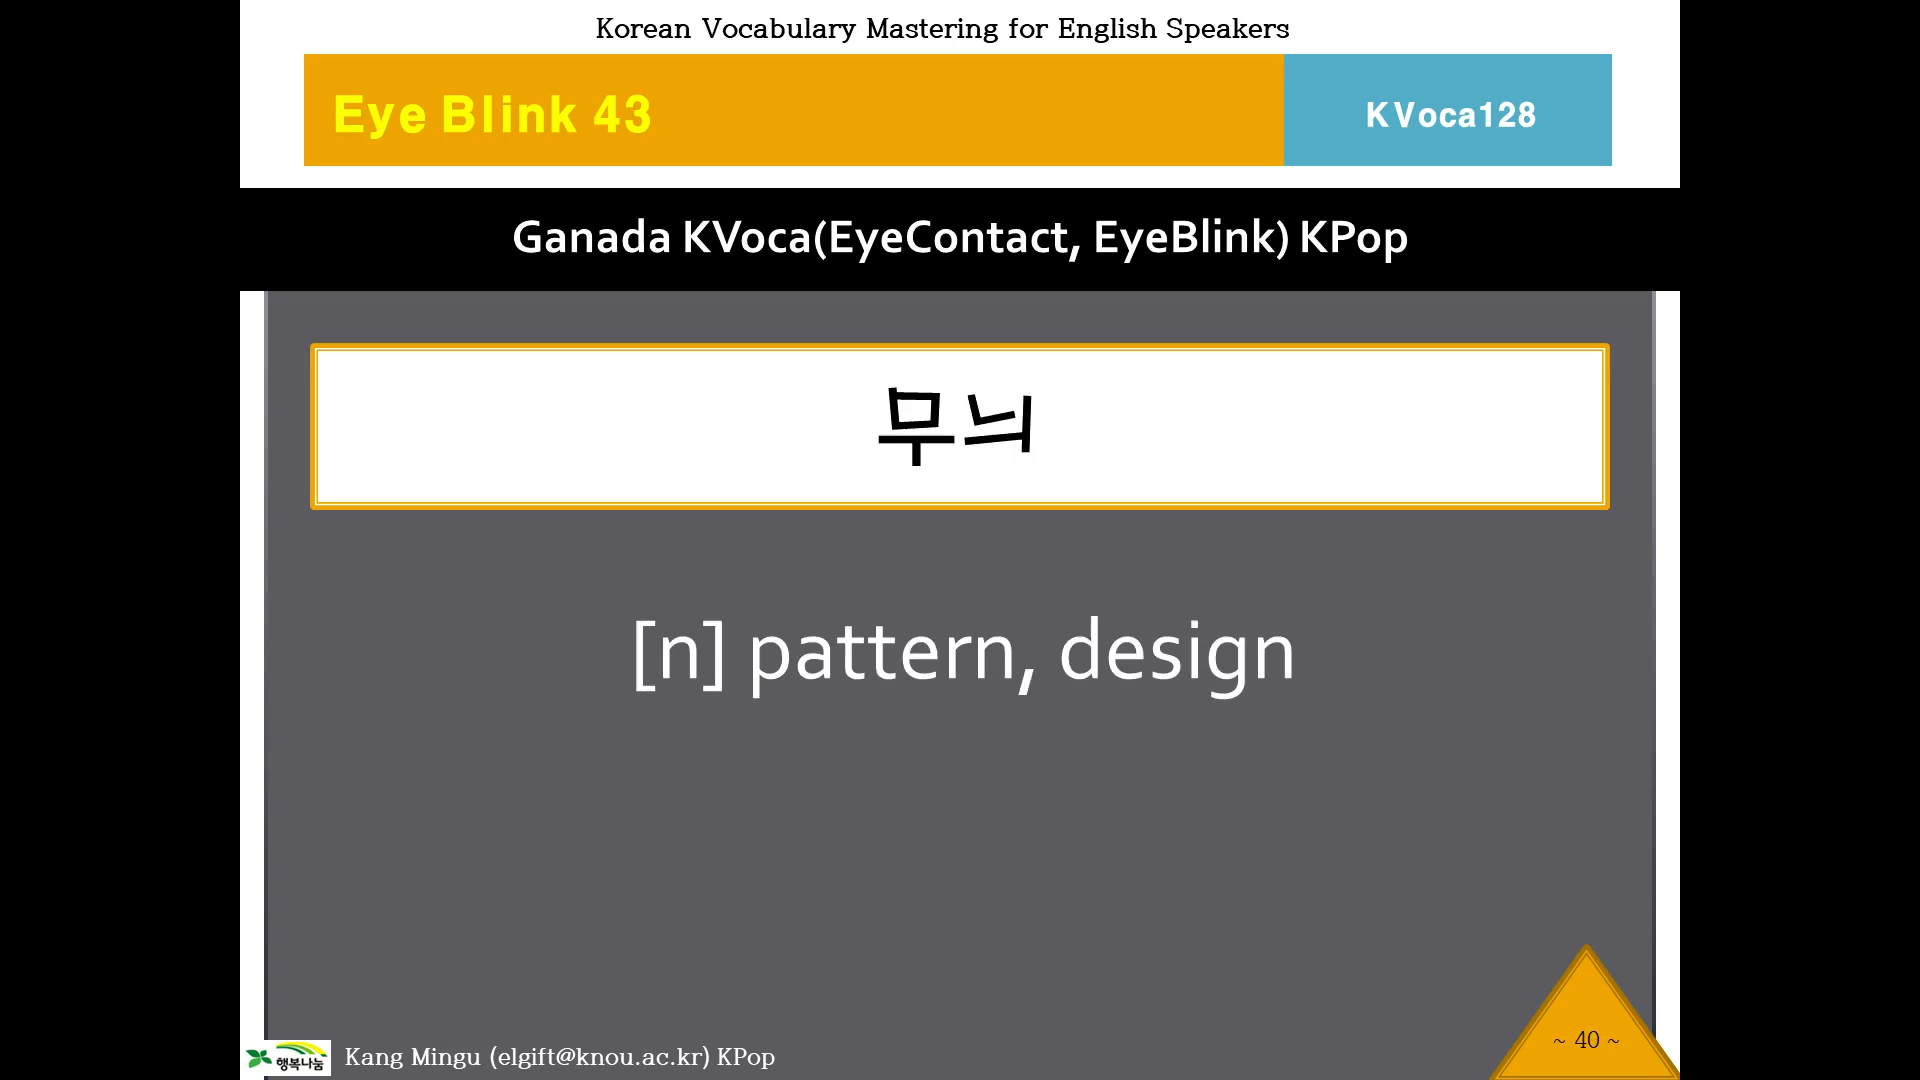 Korean Vocabulary Mastering for English Speakers
Eye Blink 43
KVoca128
Ganada KVoca(EyeContact, EyeBlink) KPop
무늬
[n] pattern, design
~ 40 ~
행복나눔
Kang Mingu (elgift@knou.ac.kr) KPop